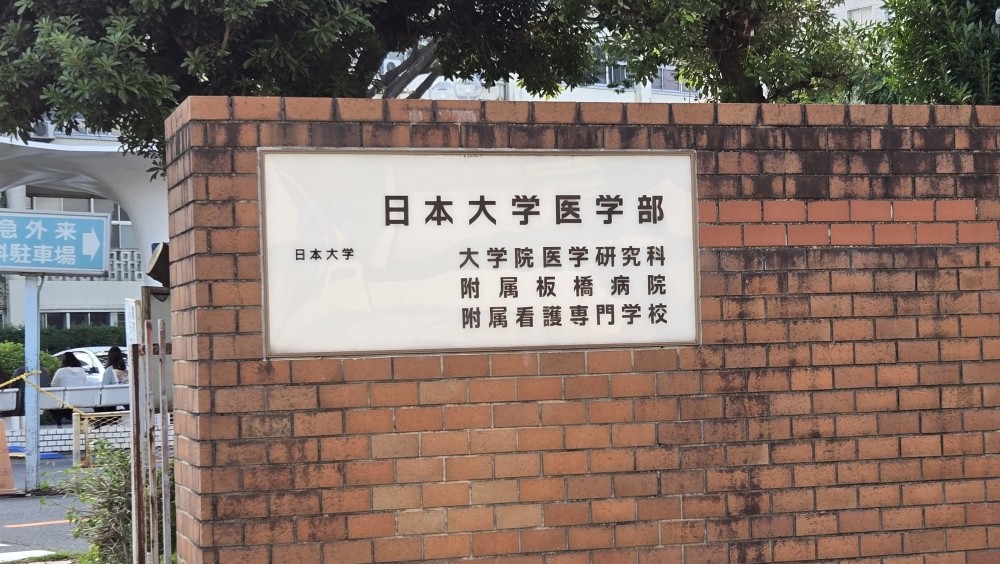 日本大学医学部
日本大学
大学院医学研究科
附属板橋病院
附属看護専門学校
急外来
科駐車場